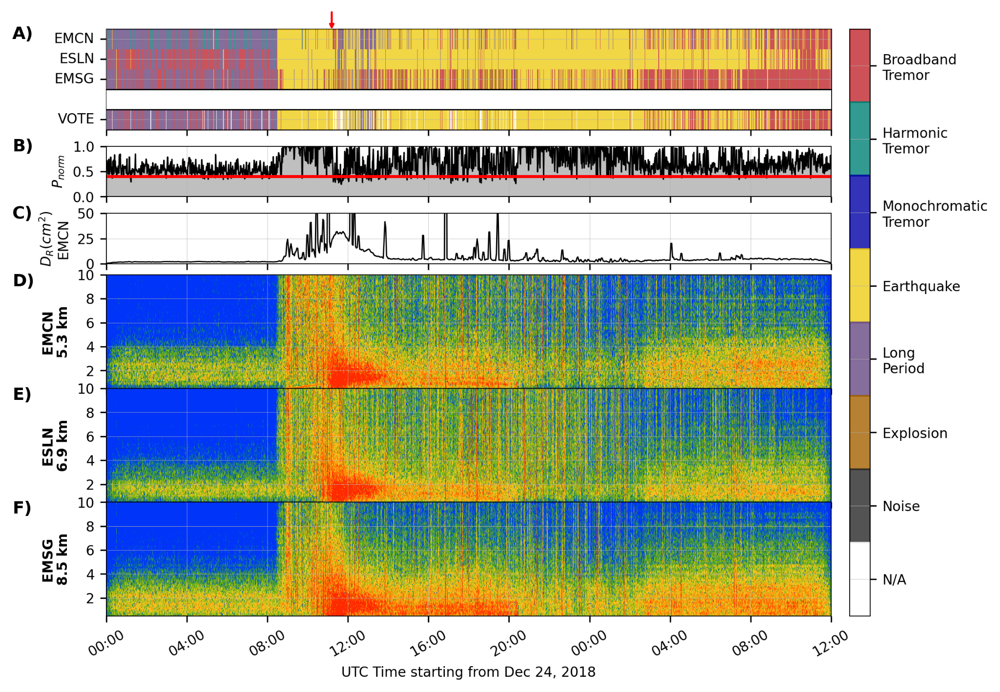 A)
EMCN
ESLN
EMSG
VOTE
B)
1.0
0.5
0.0
P_norm
C)
50
25
0
D_R(cm^2)
EMCN
D)
10
8
6
4
2
EMCN
5.3 km
E)
10
8
6
4
2
ESLN
6.9 km
F)
10
8
6
4
2
EMSG
8.5 km
00:00
04:00
08:00
12:00
16:00
20:00
00:00
04:00
08:00
12:00
UTC Time starting from Dec 24, 2018
Broadband
Tremor
Harmonic
Tremor
Monochromatic
Tremor
Earthquake
Long
Period
Explosion
Noise
N/A